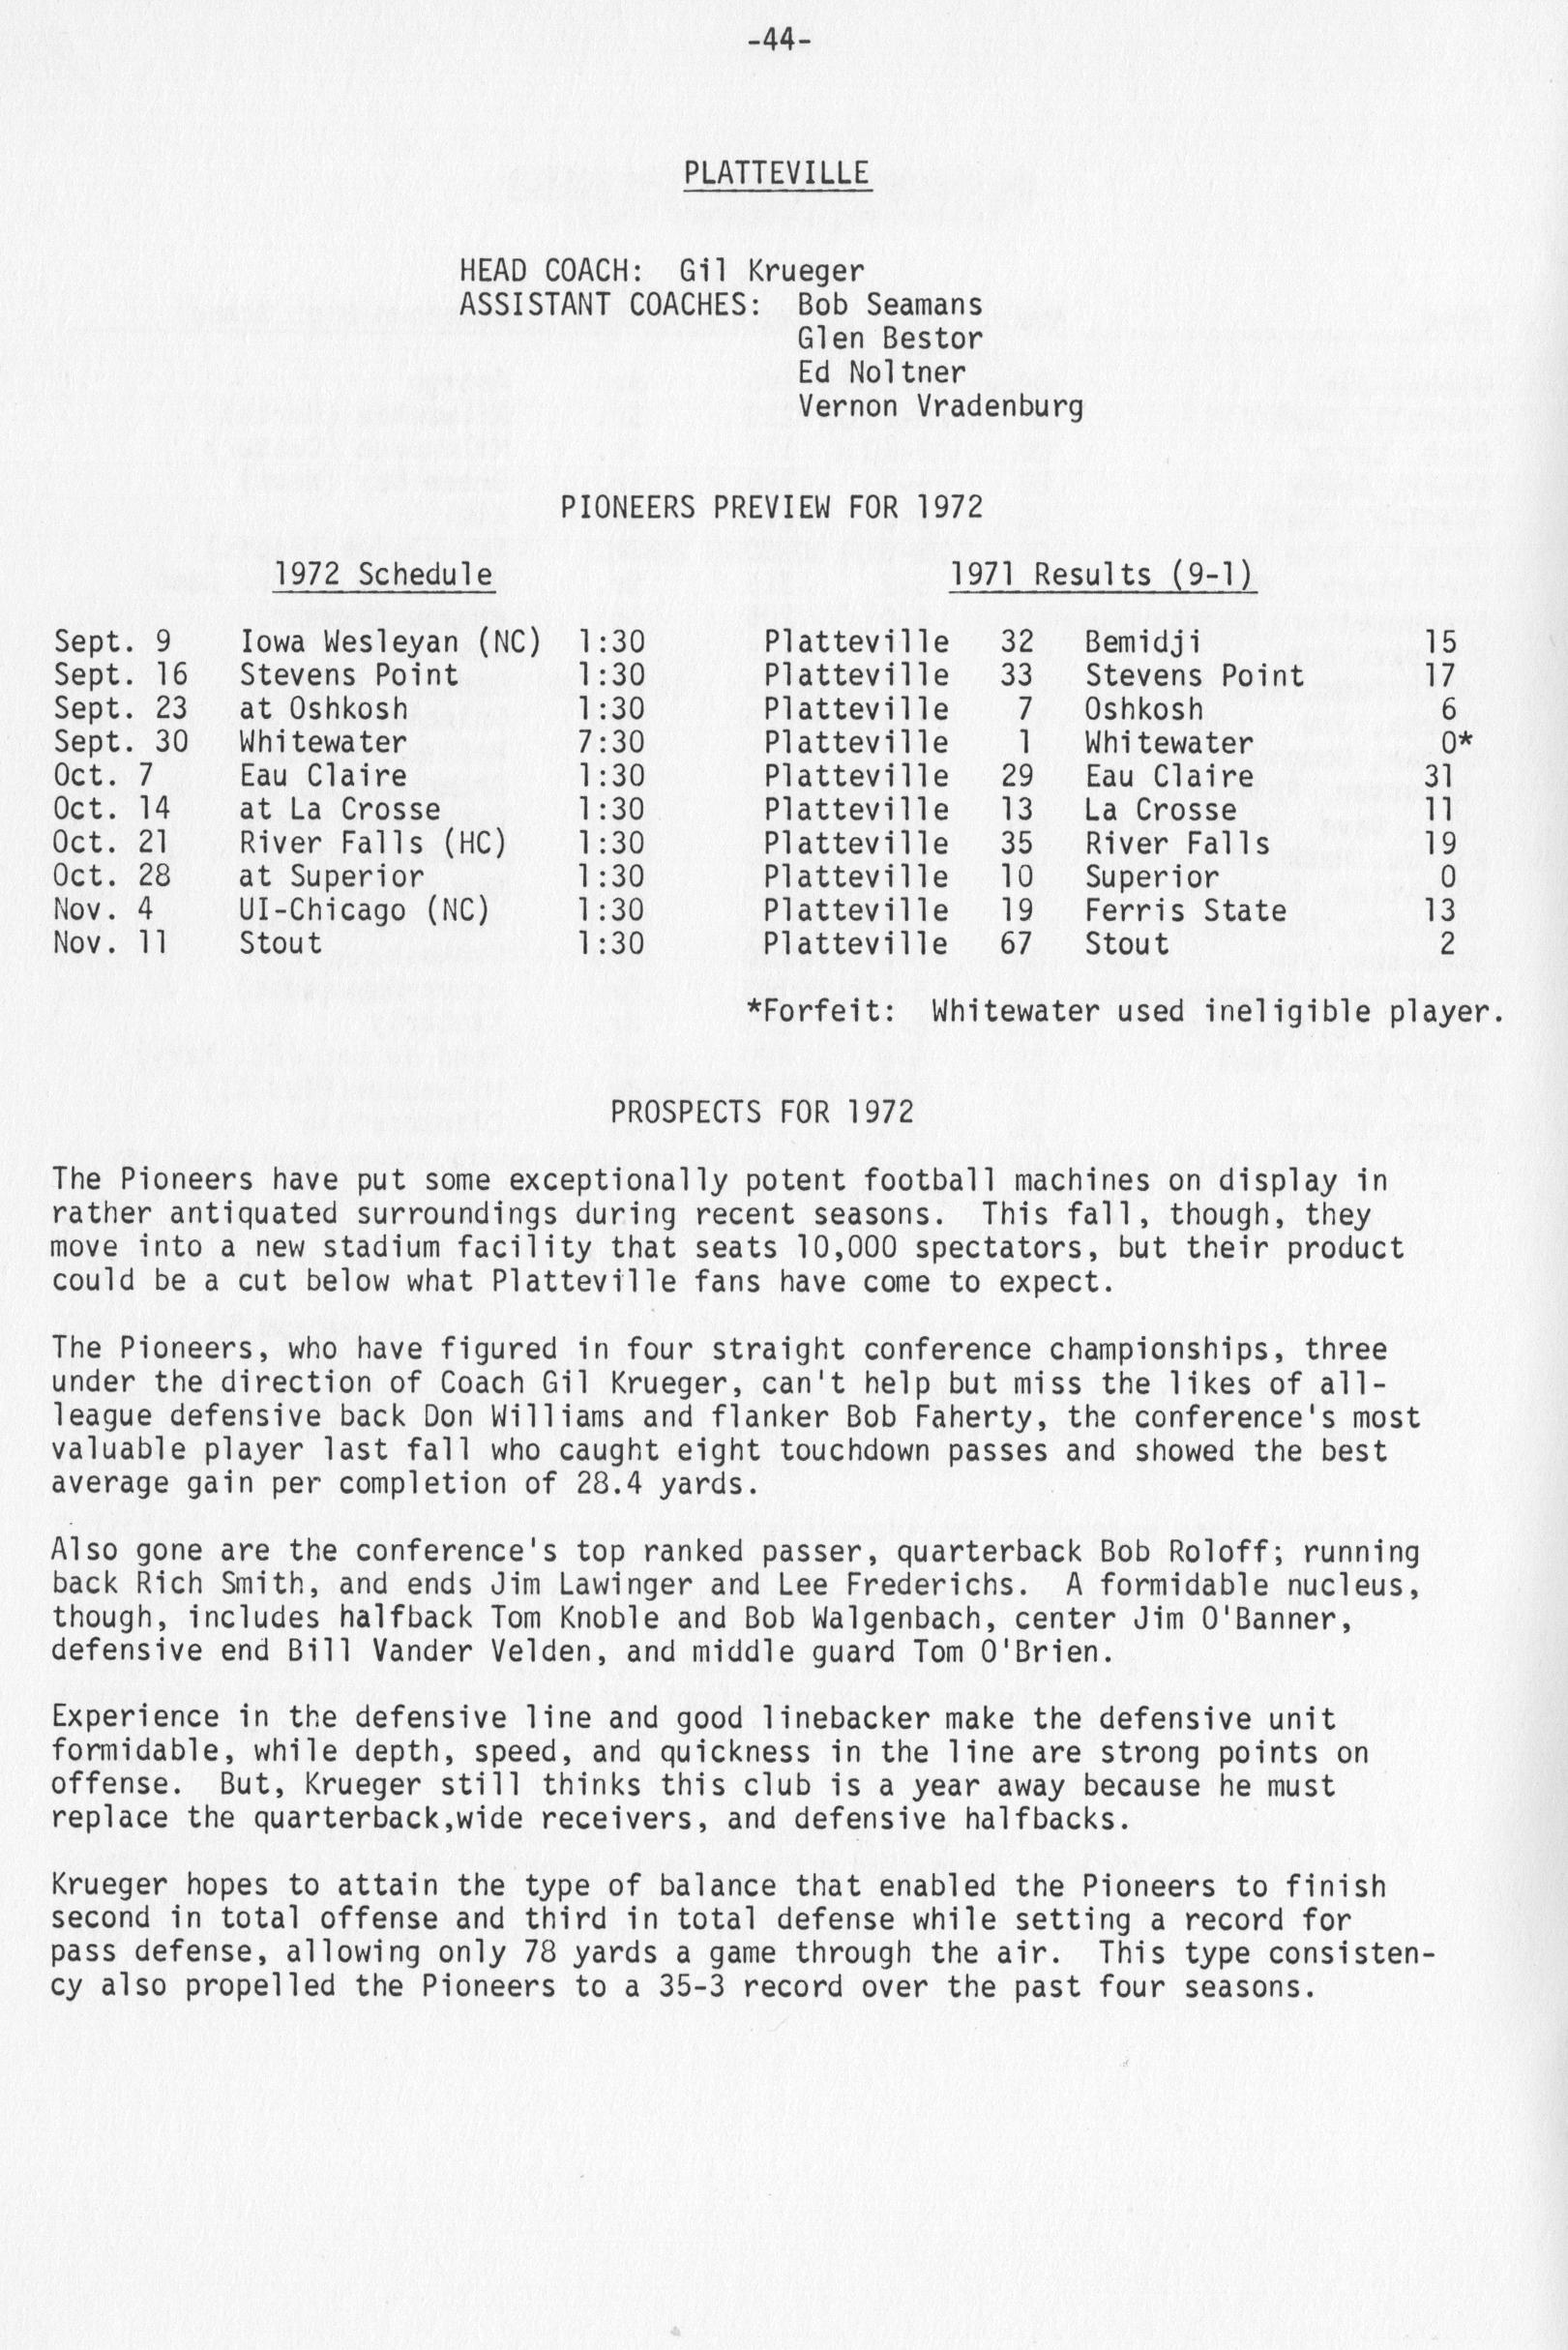 -44-
PLATTEVILLE
HEAD COACH: Gil Krueger
ASSISTANT COACHES: Bob Seamans
Glen Bestor
Ed Noltner
Vernon Vradenburg
PIONEERS PREVIEW FOR 1972
1972 Schedule 1971 Results (9-1)
Sept. 9 Iowa Wesleyan (NC) 1:30 Platteville 32 Bemidji 15
Sept. 16 Stevens Point 1:30 Platteville 33 Stevens Point 17
Sept. 23 at Oshkosh 1:30 Platteville 7 Oshkosh 6
Sept. 30 Whitewater 7:30 Platteville 1 Whitewater 0*
Oct. 7 Eau Claire 1:30 Platteville 29 Eau Claire 31
Oct. 14 at La Crosse 1:30 Platteville 13 La Crosse 11
Oct. 21 River Falls (HC) 1:30 Platteville 35 River Falls 19
Oct. 28 at Superior 1:30 Platteville 10 Superior 0
Nov. 4 UI-Chicago (NC) 1:30 Platteville 19 Ferris State 13
Nov. 11 Stout 1:30 Platteville 67 Stout 2
*Forfeit: Whitewater used ineligible player.
PROSPECTS FOR 1972
The Pioneers have put some exceptionally potent football machines on display in
rather antiquated surroundings during recent seasons. This fall, though, they
move into a new stadium facility that seats 10,000 spectators, but their product
could be a cut below what Platteville fans have come to expect.
The Pioneers, who have figured in four straight conference championships, three
under the direction of Coach Gil Krueger, can't help but miss the likes of all-
league defensive back Don Williams and flanker Bob Faherty, the conference's most
valuable player last fall who caught eight touchdown passes and showed the best
average gain per completion of 28.4 yards.
Also gone are the conference's top ranked passer, quarterback Bob Roloff; running
back Rich Smith, and ends Jim Lawinger and Lee Frederichs. A formidable nucleus,
though, includes halfback Tom Knoble and Bob Walgenbach, center Jim O'Banner,
defensive end Bill Vander Velden, and middle guard Tom O'Brien.
Experience in the defensive line and good linebacker make the defensive unit
formidable, while depth, speed, and quickness in the line are strong points on
offense. But, Krueger still thinks this club is a year away because he must
replace the quarterback,wide receivers, and defensive halfbacks.
Krueger hopes to attain the type of balance that enabled the Pioneers to finish
second in total offense and third in total defense while setting a record for
pass defense, allowing only 78 yards a game through the air. This type consisten-
cy also propelled the Pioneers to a 35-3 record over the past four seasons.